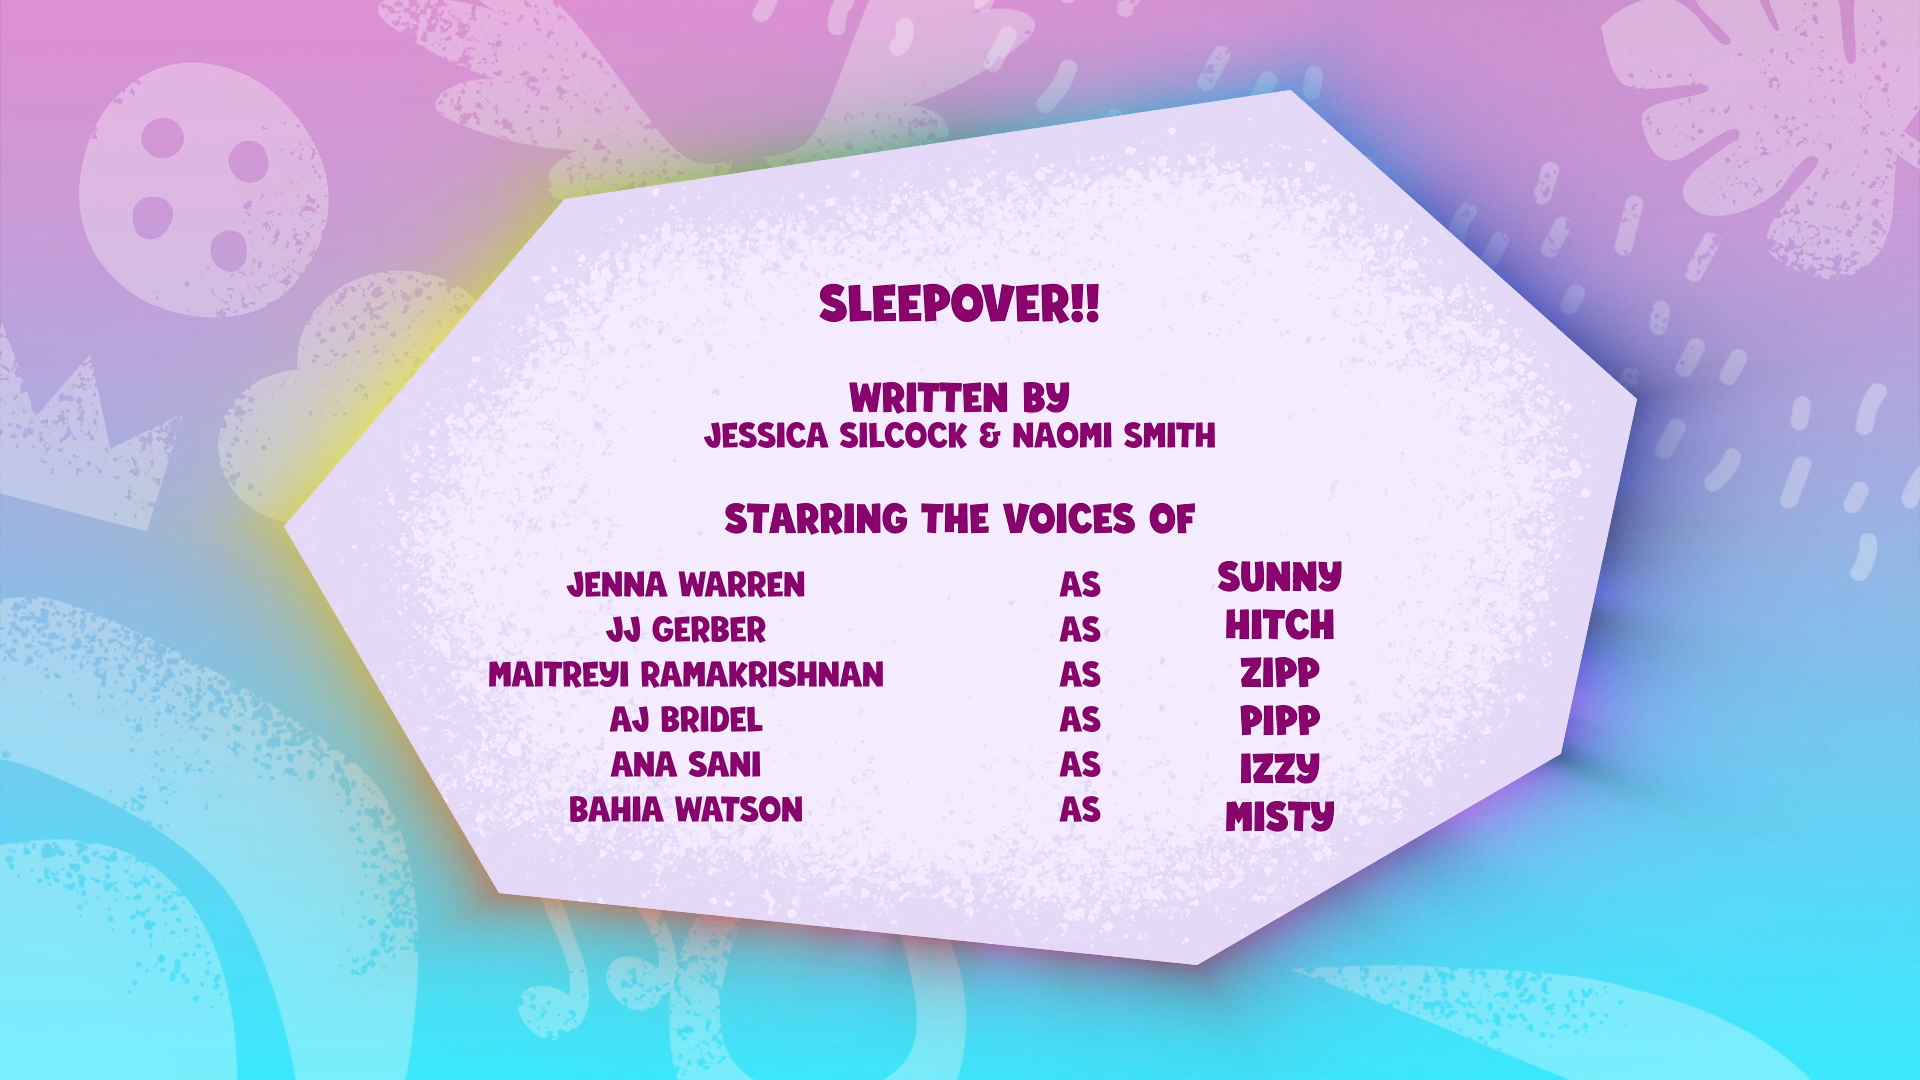 SLEEPOVER!!
WRITTEN BY
JESSICA SILCOCK & NAOMI SMITH
STARRING THE VOICES OF
JENNA WARREN AS SUNNY
JJ GERBER AS HITCH
MAITREYI RAMAKRISHNAN AS ZIPP
AJ BRIDEL AS PIPP
ANA SANI AS IZZY
BAHIA WATSON AS MISTY